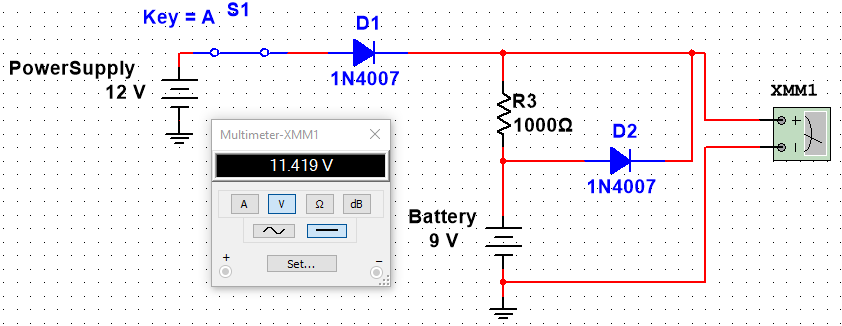 Key = A S1
D1
1N4007
PowerSupply
12 V
XMM1
R3
1000Ω
D2
1N4007
Multimeter-XMM1
11.419 V
A V Ω dB
+ −
Set...
Battery
9 V
+